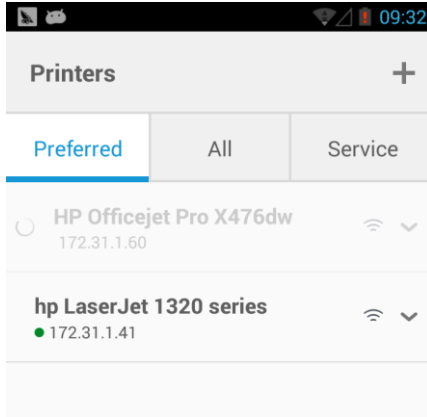 09:32
Printers
Preferred All Service
HP Officejet Pro X476dw
172.31.1.60
hp LaserJet 1320 series
172.31.1.41